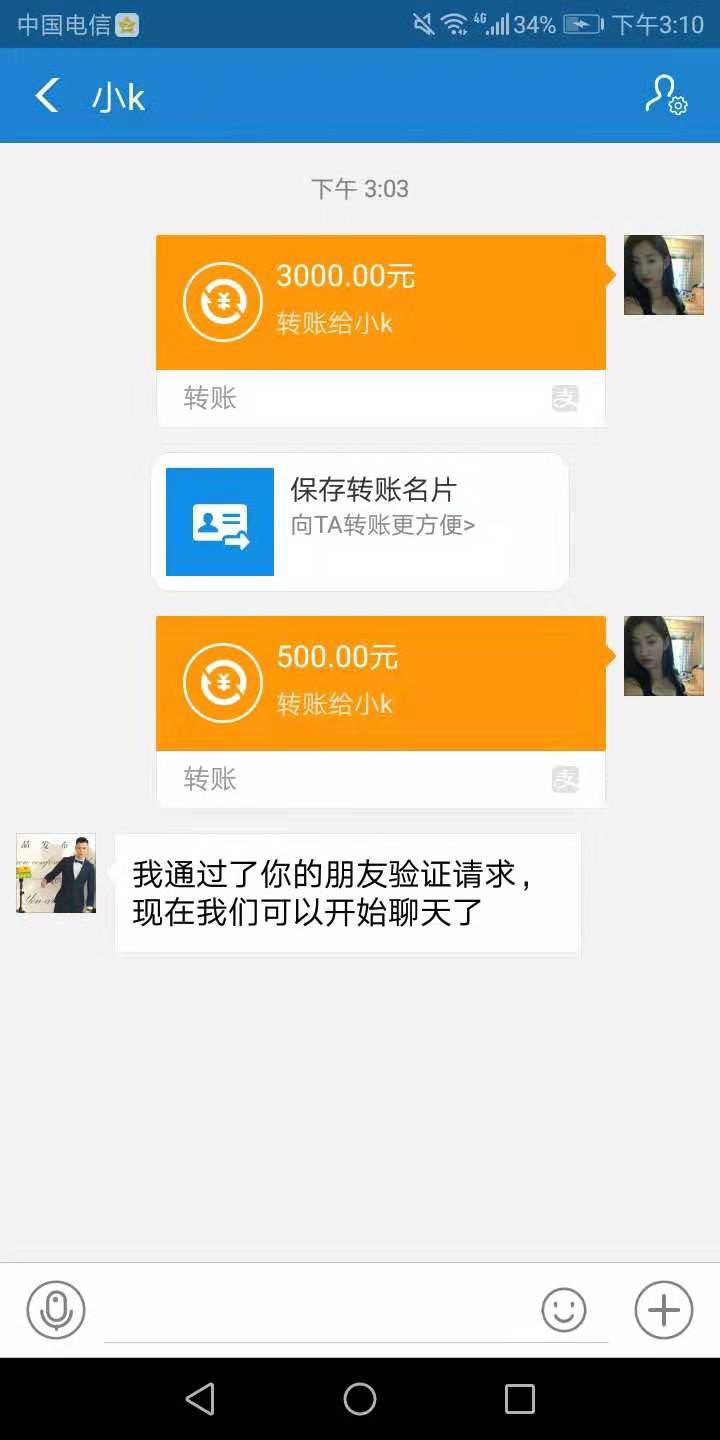 中国电信
4G
34%
下午3:10
小k
下午 3:03
3000.00元
转账给小k
转账
支
保存转账名片
向TA转账更方便>
500.00元
转账给小k
转账
支
我通过了你的朋友验证请求，
现在我们可以开始聊天了